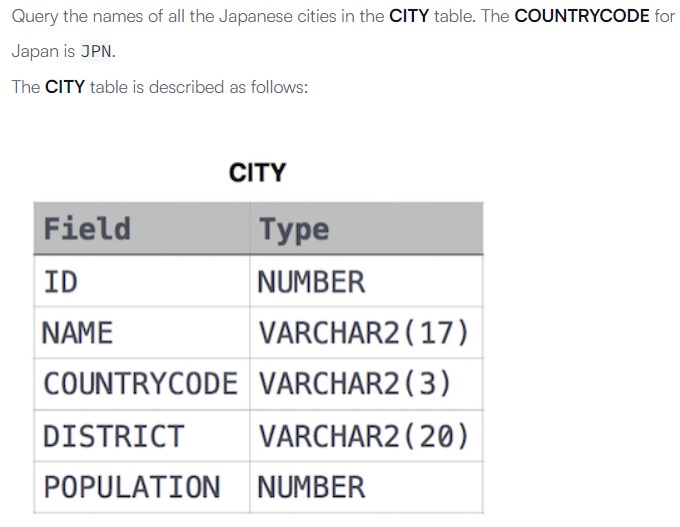 Query the names of all the Japanese cities in the CITY table. The COUNTRYCODE for
Japan is JPN.
The CITY table is described as follows:
CITY
Field Type
ID NUMBER
NAME VARCHAR2(17)
COUNTRYCODE VARCHAR2(3)
DISTRICT VARCHAR2(20)
POPULATION NUMBER